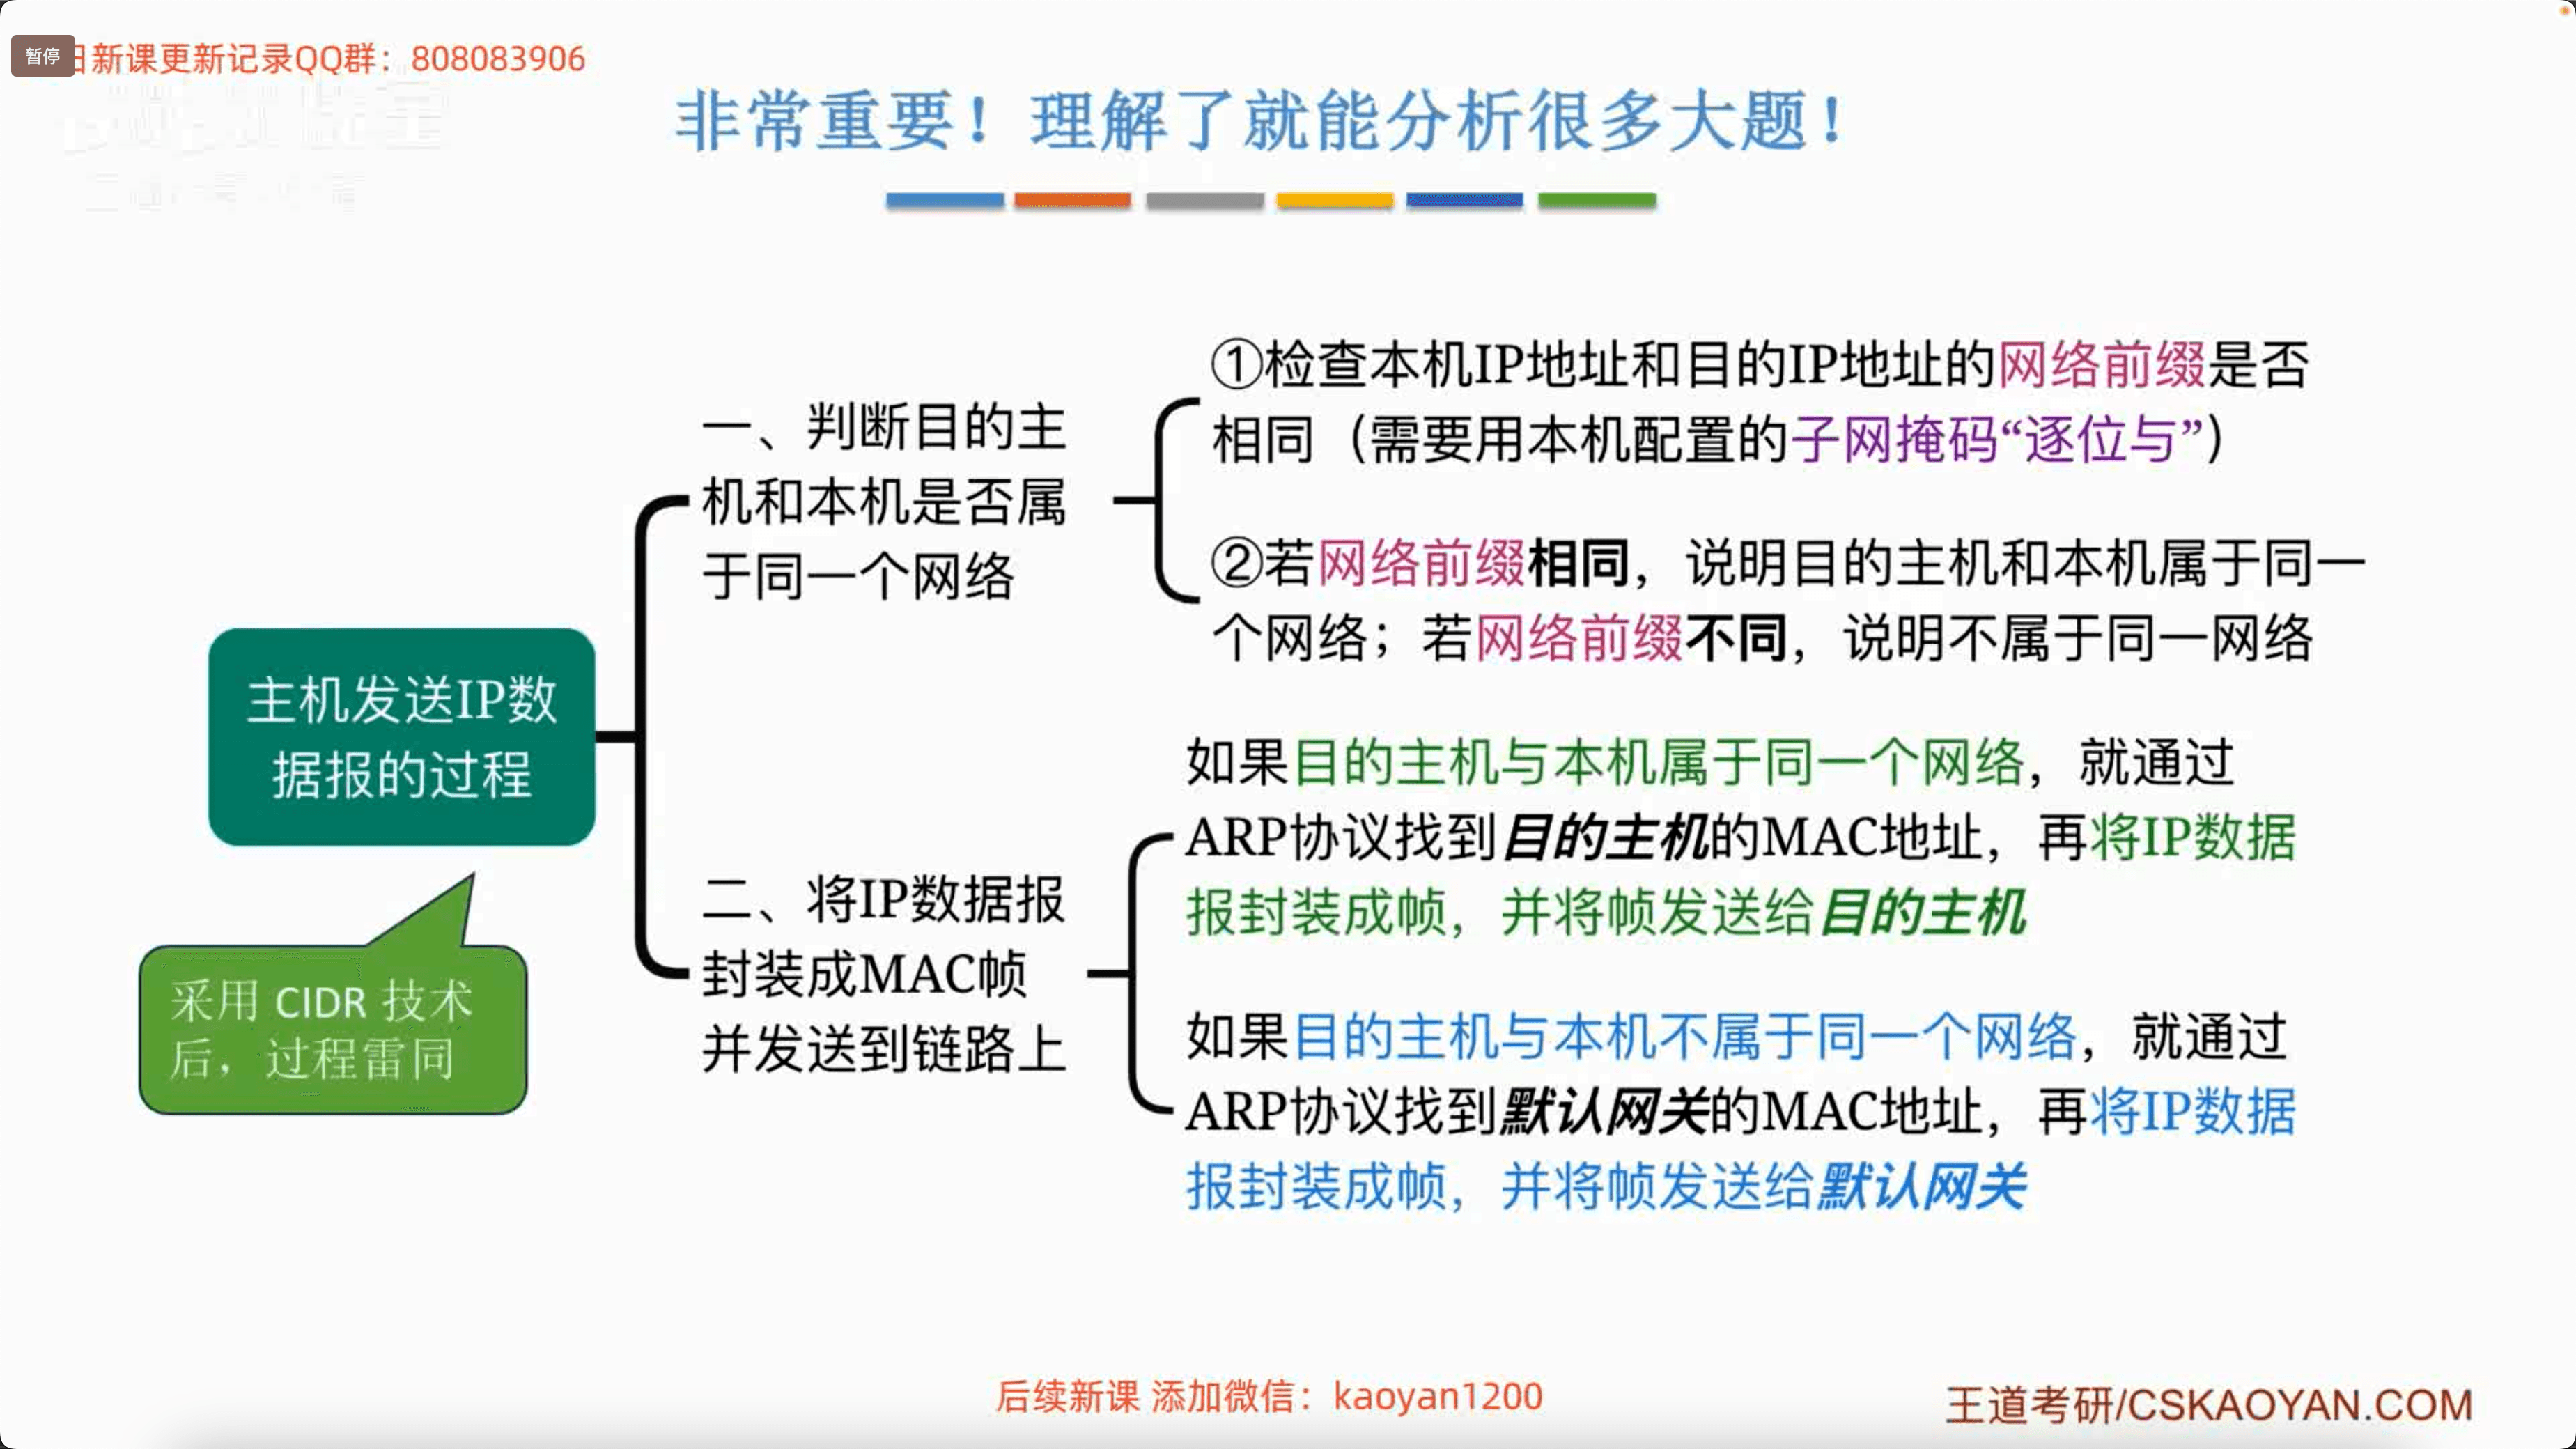 暂停
日新课更新记录QQ群：808083906
非常重要！理解了就能分析很多大题！
①检查本机IP地址和目的IP地址的网络前缀是否
相同（需要用本机配置的子网掩码“逐位与”）
一、判断目的主
机和本机是否属
于同一个网络
②若网络前缀相同，说明目的主机和本机属于同一
个网络；若网络前缀不同，说明不属于同一网络
主机发送IP数
据报的过程
如果目的主机与本机属于同一个网络，就通过
ARP协议找到目的主机的MAC地址，再将IP数据
报封装成帧，并将帧发送给目的主机
二、将IP数据报
封装成MAC帧
并发送到链路上
采用 CIDR 技术
后，过程雷同
如果目的主机与本机不属于同一个网络，就通过
ARP协议找到默认网关的MAC地址，再将IP数据
报封装成帧，并将帧发送给默认网关
后续新课 添加微信：kaoyan1200
王道考研/CSKAOYAN.COM